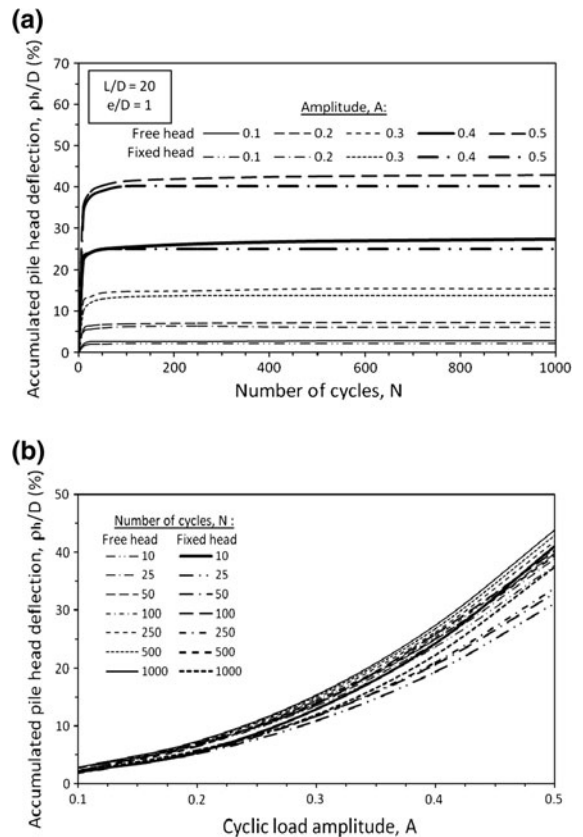 (a)
Accumulated pile head deflection, ρh/D (%)
70
60
50
40
30
20
10
0
L/D = 20
e/D = 1
Amplitude, A:
Free head 0.1 0.2 0.3 0.4 0.5
Fixed head 0.1 0.2 0.3 0.4 0.5
0 200 400 600 800 1000
Number of cycles, N
(b)
Accumulated pile head deflection, ρh/D (%)
50
40
30
20
10
0
Number of cycles, N :
Free head Fixed head
10 10
25 25
50 50
100 100
250 250
500 500
1000 1000
0.1 0.2 0.3 0.4 0.5
Cyclic load amplitude, A